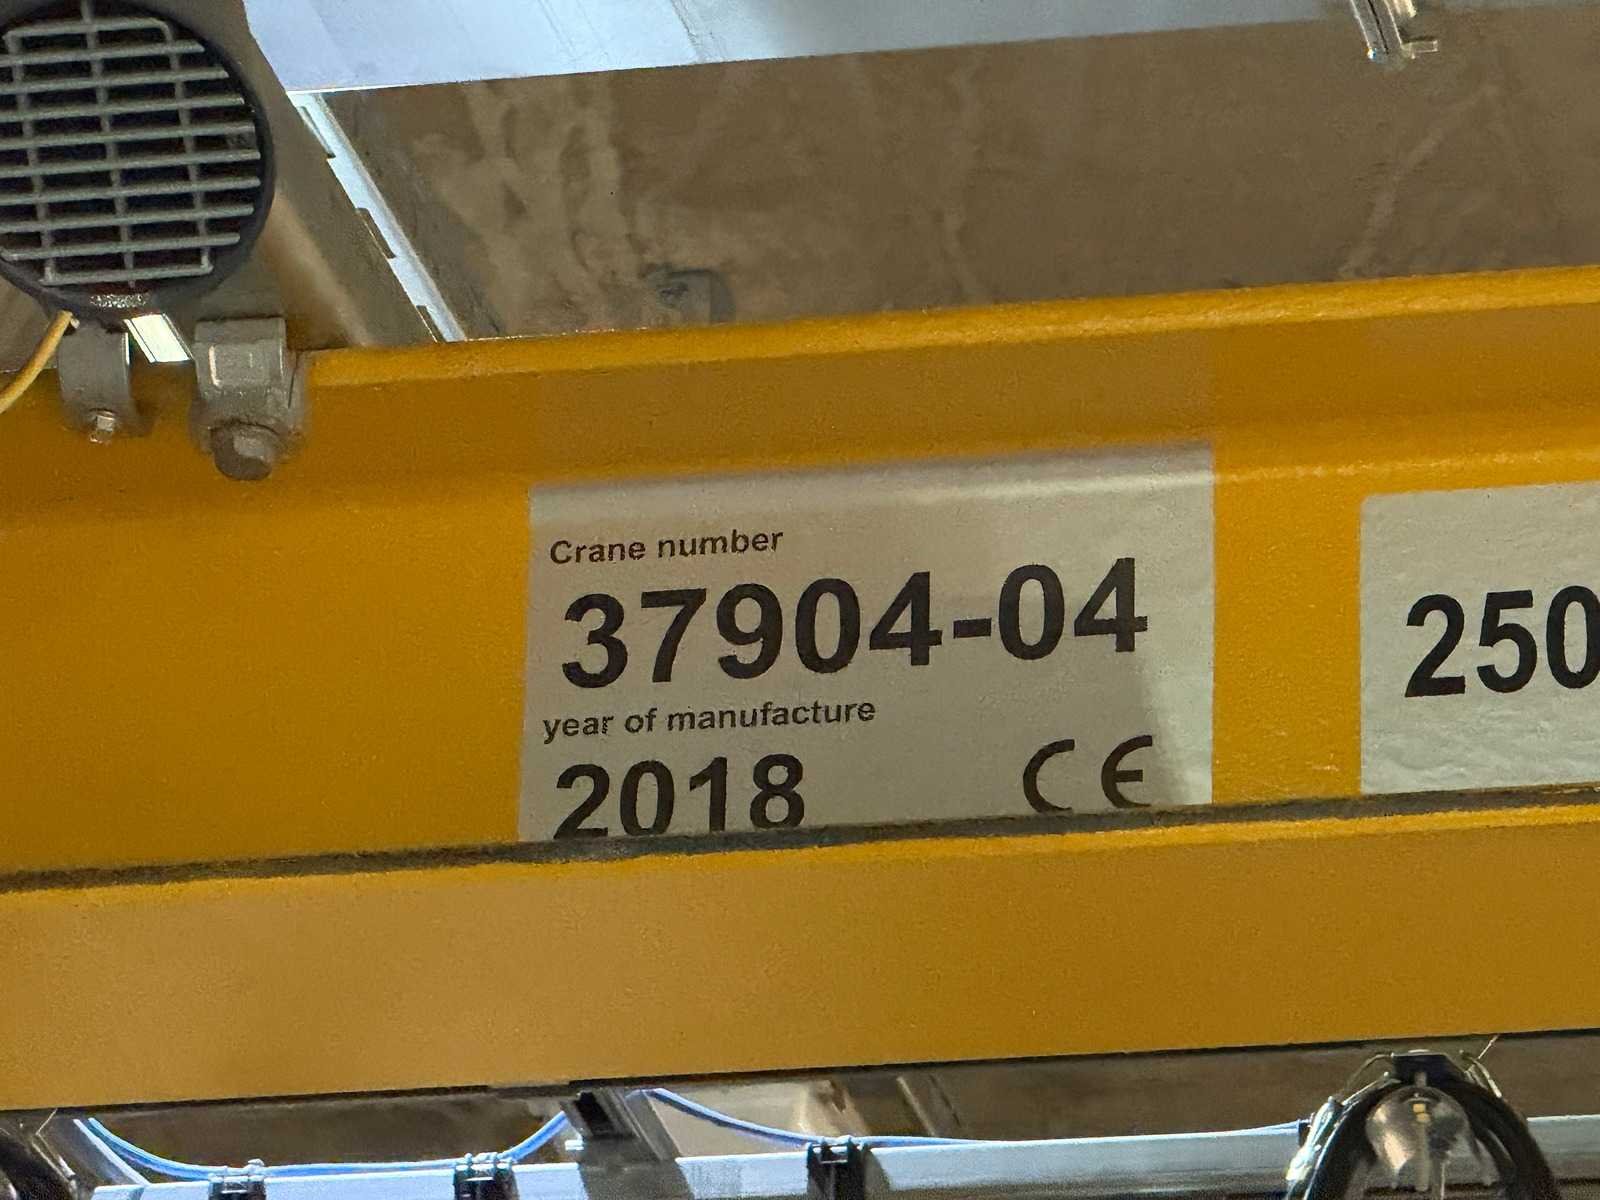 Crane number
37904-04
year of manufacture
2018 CE
250